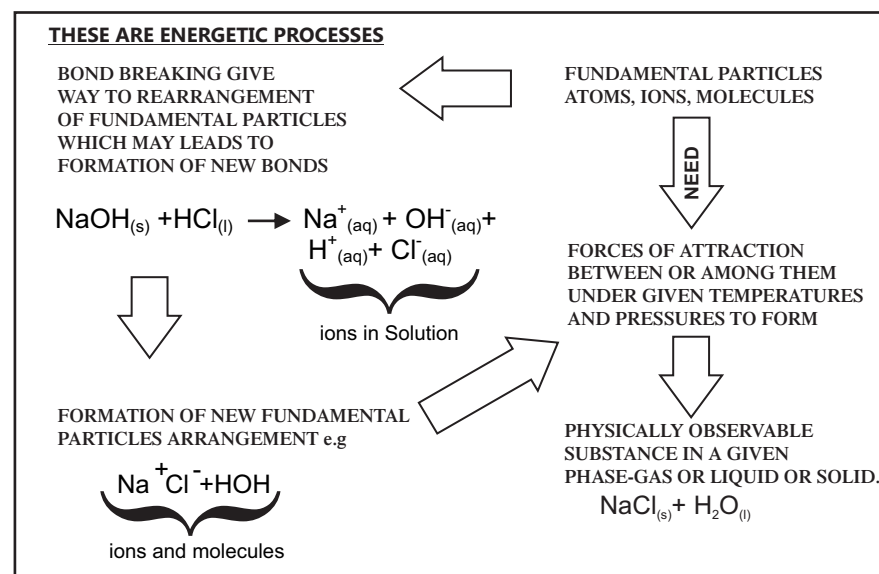 THESE ARE ENERGETIC PROCESSES
BOND BREAKING GIVE
WAY TO REARRANGEMENT
OF FUNDAMENTAL PARTICLES
WHICH MAY LEADS TO
FORMATION OF NEW BONDS
NaOH(s) +HCl(l) ⟶ Na⁺(aq) + OH⁻(aq)+
H⁺(aq)+ Cl⁻(aq)
ions in Solution
FORMATION OF NEW FUNDAMENTAL
PARTICLES ARRANGEMENT e.g
Na⁺Cl⁻+HOH
ions and molecules
FUNDAMENTAL PARTICLES
ATOMS, IONS, MOLECULES
NEED
FORCES OF ATTRACTION
BETWEEN OR AMONG THEM
UNDER GIVEN TEMPERATURES
AND PRESSURES TO FORM
PHYSICALLY OBSERVABLE
SUBSTANCE IN A GIVEN
PHASE-GAS OR LIQUID OR SOLID.
NaCl(s)+ H₂O(l)